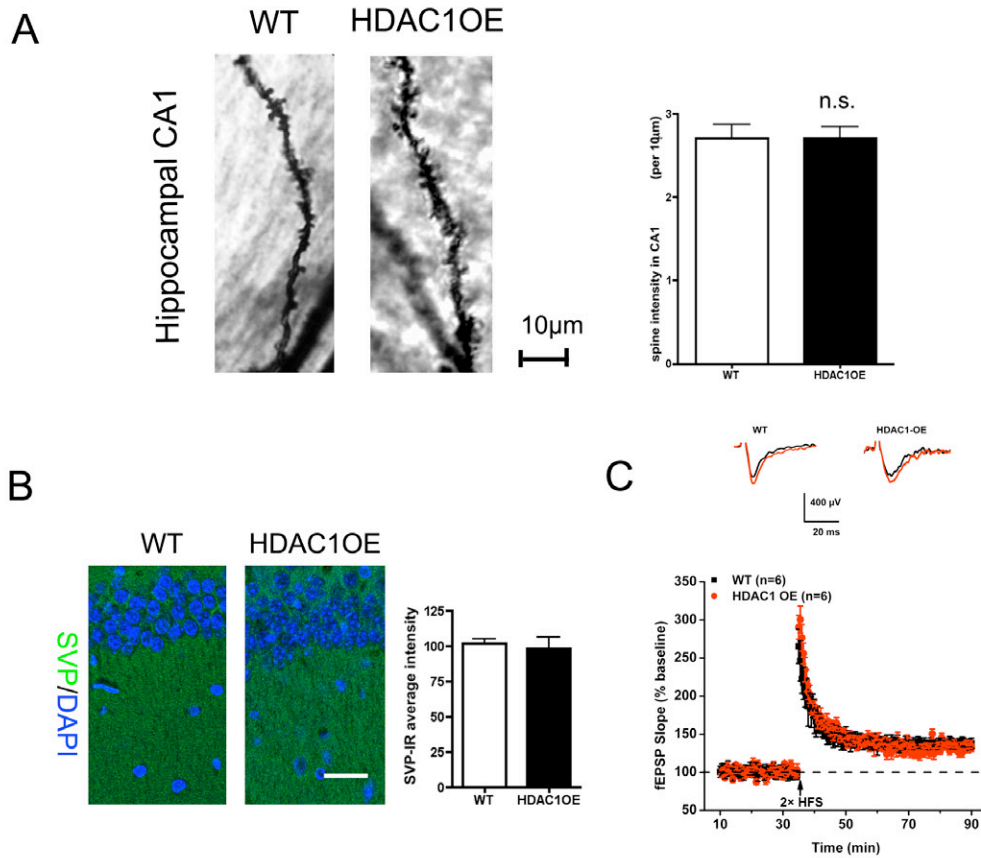 A
WT
HDAC1OE
Hippocampal CA1
10µm
n.s.
spine intensity in CA1
(per 10µm)
3
2
1
0
WT
HDAC1OE
B
WT
HDAC1OE
SVP/DAPI
SVP-IR average intensity
125
100
75
50
25
0
WT
HDAC1OE
C
WT
HDAC1-OE
400 µV
20 ms
WT (n=6)
HDAC1 OE (n=6)
fEPSP Slope (% baseline)
350
300
250
200
150
100
50
2× HFS
10
30
50
70
90
Time (min)